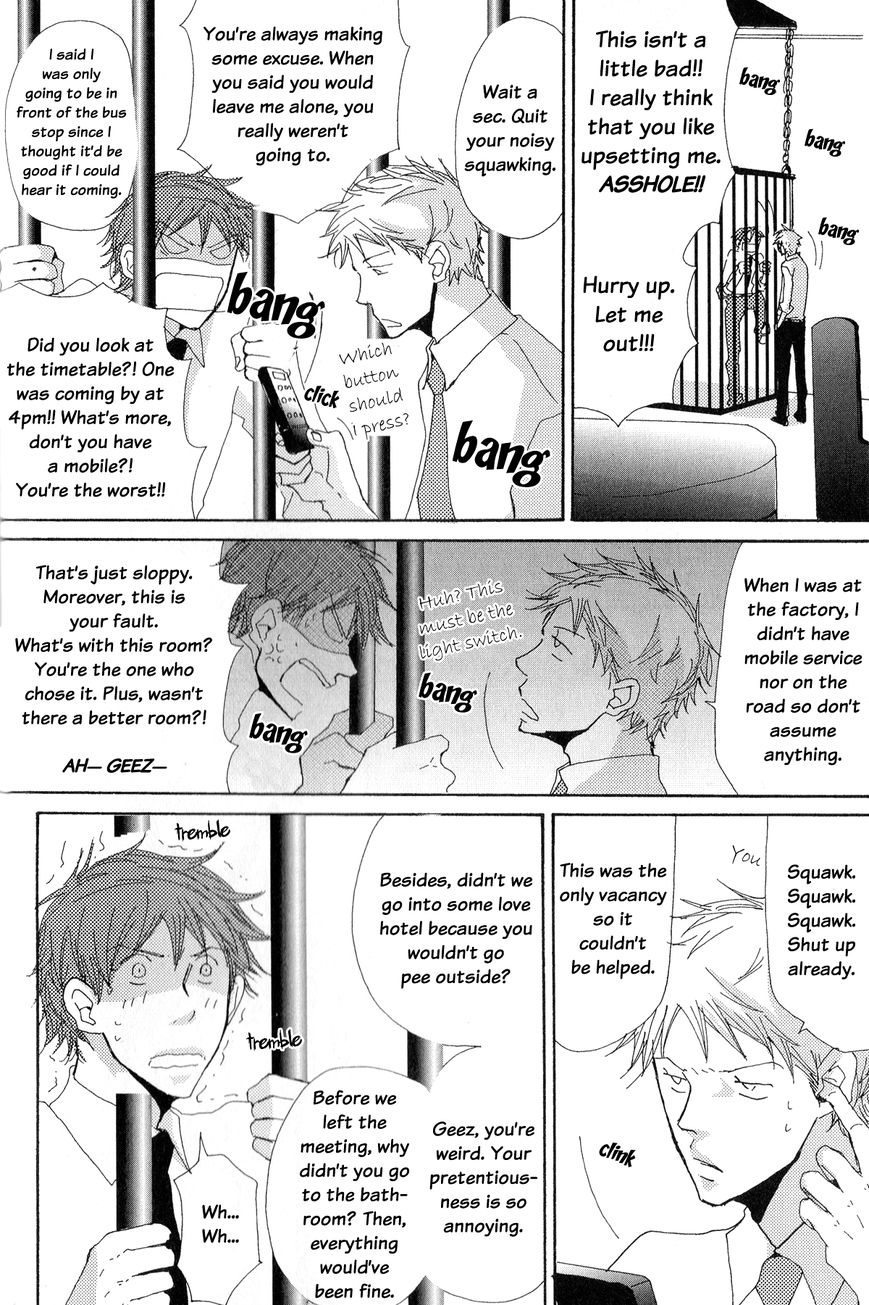 This isn't a
little bad!!
I really think
that you like
upsetting me.
ASSHOLE!!
bang
bang
bang
Hurry up.
Let me
out!!!
Wait a
sec. Quit
your noisy
squawking.
You're always making
some excuse. When
you said you would
leave me alone, you
really weren't
going to.
I said I
was only
going to be in
front of the bus
stop since I
thought it'd be
good if I could
hear it coming.
bang
Which
button
should
i press?
click
bang
Did you look at
the timetable?! One
was coming by at
4pm!! What's more,
don't you have
a mobile?!
You're the worst!!
When I was at
the factory, I
didn't have
mobile service
nor on the
road so don't
assume
anything.
Huh? This
must be the
light switch.
bang
bang
That's just sloppy.
Moreover, this is
your fault.
What's with this room?
You're the one who
chose it. Plus, wasn't
there a better room?!
AH— GEEZ—
Squawk.
Squawk.
Squawk.
Shut up
already.
You
This was the
only vacancy
so it
couldn't
be helped.
clink
Besides, didn't we
go into some love
hotel because you
wouldn't go
pee outside?
Geez, you're
weird. Your
pretentious-
ness is so
annoying.
Before we
left the
meeting, why
didn't you go
to the bath-
room? Then,
everything
would've
been fine.
tremble
tremble
Wh...
Wh...